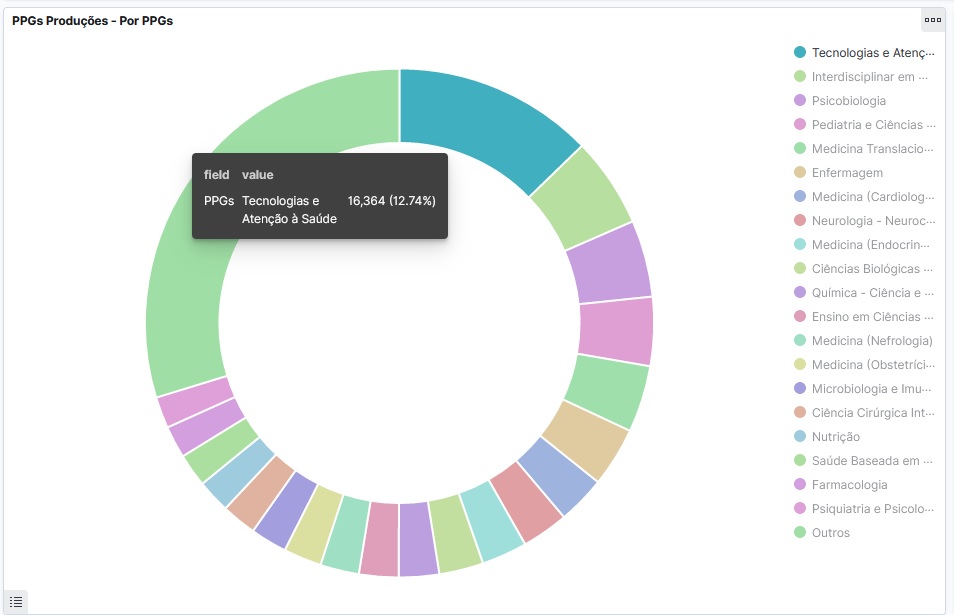 PPGs Produções - Por PPGs
field value
PPGs Tecnologias e Atenção à Saúde 16,364 (12.74%)
Tecnologias e Atenç...
Interdisciplinar em ...
Psicobiologia
Pediatria e Ciências ...
Medicina Translacio...
Enfermagem
Medicina (Cardiolog...
Neurologia - Neuroc...
Medicina (Endocrin...
Ciências Biológicas ...
Química - Ciência e ...
Ensino em Ciências ...
Medicina (Nefrologia)
Medicina (Obstetríci...
Microbiologia e Imu...
Ciência Cirúrgica Int...
Nutrição
Saúde Baseada em ...
Farmacologia
Psiquiatria e Psicolo...
Outros